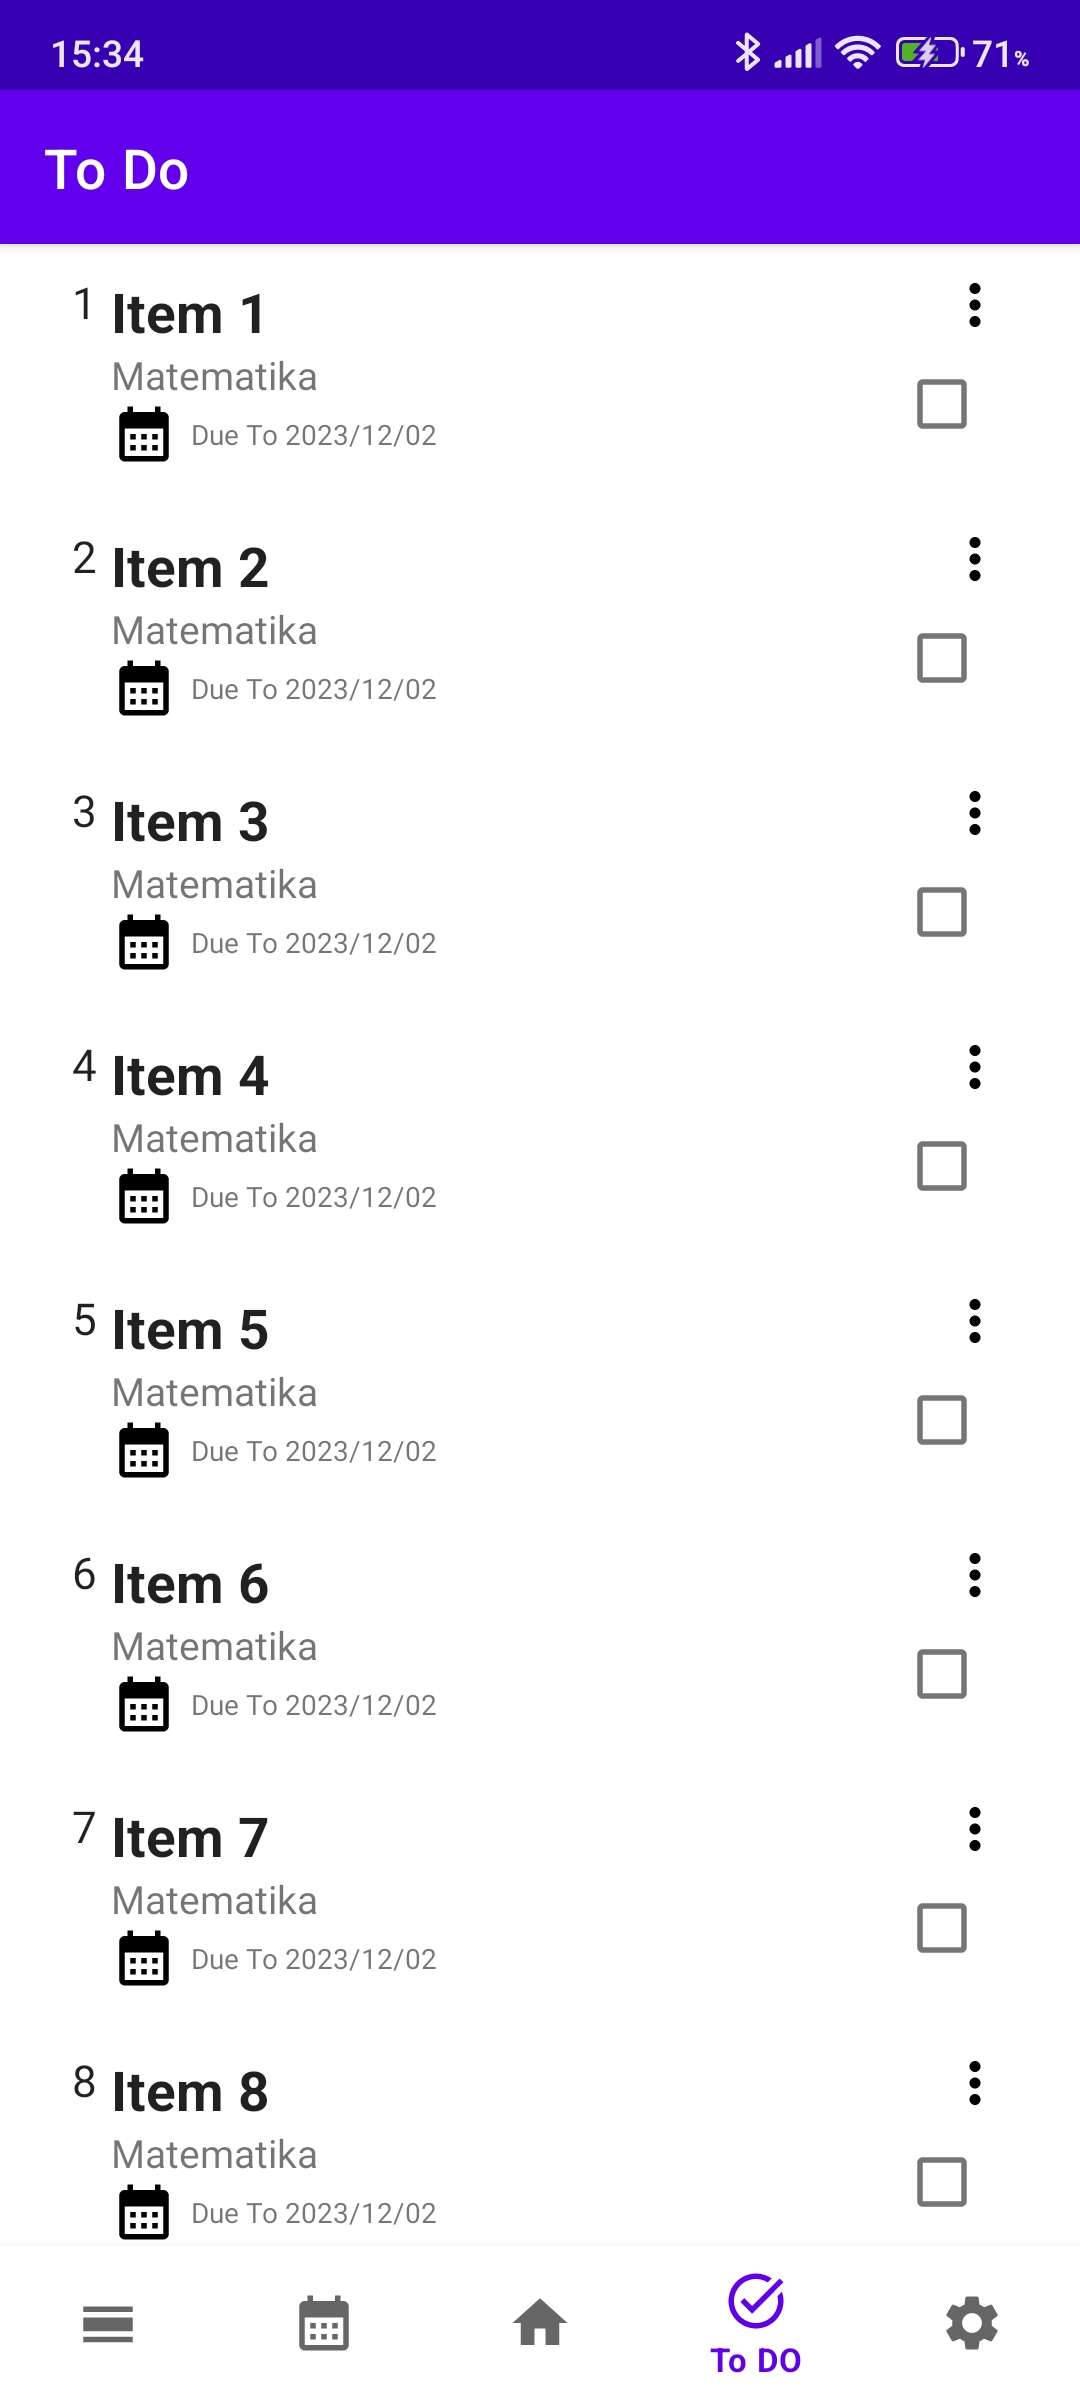 15:34
71%
To Do
1 Item 1
Matematika
Due To 2023/12/02
2 Item 2
Matematika
Due To 2023/12/02
3 Item 3
Matematika
Due To 2023/12/02
4 Item 4
Matematika
Due To 2023/12/02
5 Item 5
Matematika
Due To 2023/12/02
6 Item 6
Matematika
Due To 2023/12/02
7 Item 7
Matematika
Due To 2023/12/02
8 Item 8
Matematika
Due To 2023/12/02
To DO